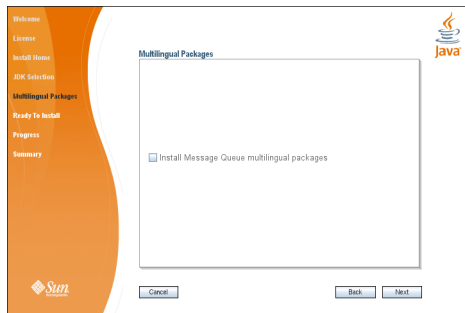 Welcome
License
Install Home
JDK Selection
Multilingual Packages
Ready To Install
Progress
Summary
Sun
Java
Multilingual Packages
Install Message Queue multilingual packages
Cancel
Back
Next